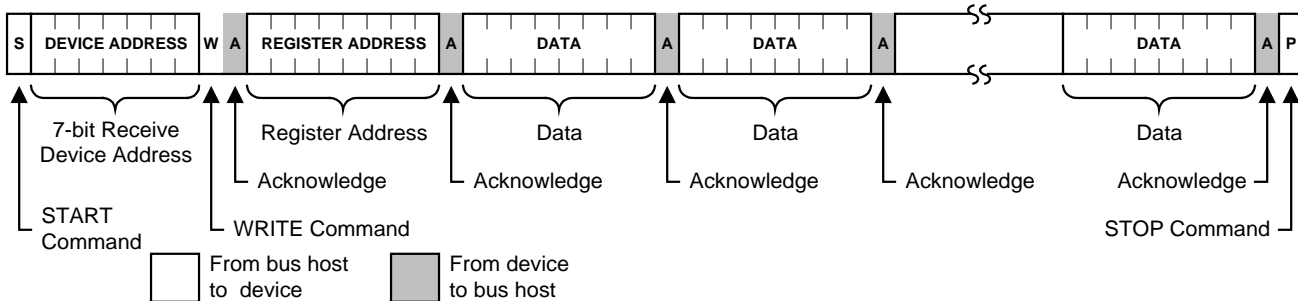 S DEVICE ADDRESS W A REGISTER ADDRESS A DATA A DATA A DATA A P
7-bit Receive
Device Address
Register Address
Data
Data
Data
Acknowledge
Acknowledge
Acknowledge
Acknowledge
Acknowledge
START
Command
WRITE Command
STOP Command
From bus host
to device
From device
to bus host